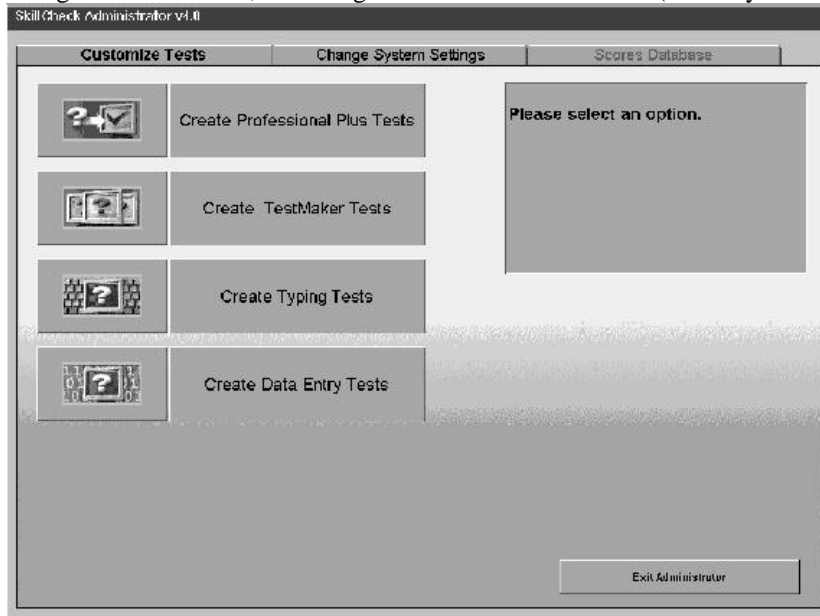 SkillCheck Administrator v4.0
Customize Tests
Change System Settings
Scores Database
Create Professional Plus Tests
Please select an option.
Create TestMaker Tests
Create Typing Tests
Create Data Entry Tests
Exit Administrator